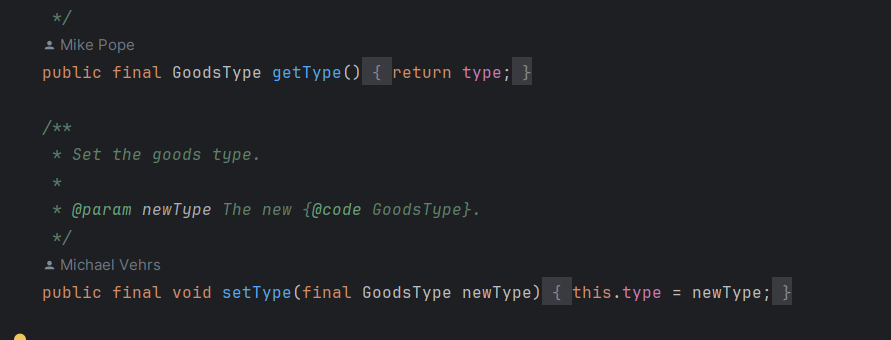 */
Mike Pope
public final GoodsType getType() { return type; }
/**
* Set the goods type.
*
* @param newType The new {@code GoodsType}.
*/
Michael Vehrs
public final void setType(final GoodsType newType) { this.type = newType; }